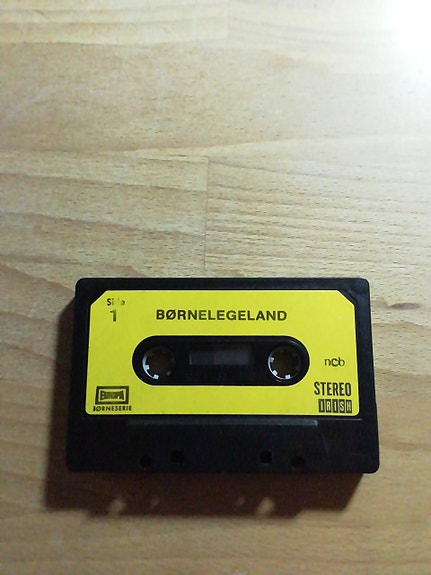 Side
1
BØRNELEGELAND
ncb
EUROPA
BØRNESERIE
STEREO
IRISH